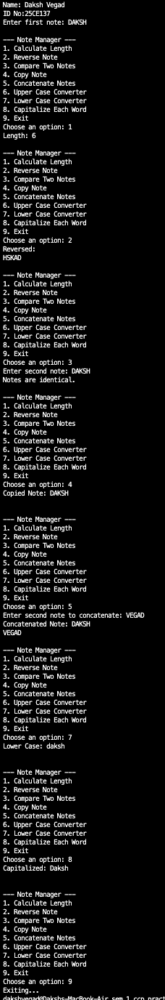 Name: Daksh Vegad
ID No:25CE137
Enter first note: DAKSH

--- Note Manager ---
1. Calculate Length
2. Reverse Note
3. Compare Two Notes
4. Copy Note
5. Concatenate Notes
6. Upper Case Converter
7. Lower Case Converter
8. Capitalize Each Word
9. Exit
Choose an option: 1
Length: 6

--- Note Manager ---
1. Calculate Length
2. Reverse Note
3. Compare Two Notes
4. Copy Note
5. Concatenate Notes
6. Upper Case Converter
7. Lower Case Converter
8. Capitalize Each Word
9. Exit
Choose an option: 2
Reversed:
HSKAD

--- Note Manager ---
1. Calculate Length
2. Reverse Note
3. Compare Two Notes
4. Copy Note
5. Concatenate Notes
6. Upper Case Converter
7. Lower Case Converter
8. Capitalize Each Word
9. Exit
Choose an option: 3
Enter second note: DAKSH
Notes are identical.

--- Note Manager ---
1. Calculate Length
2. Reverse Note
3. Compare Two Notes
4. Copy Note
5. Concatenate Notes
6. Upper Case Converter
7. Lower Case Converter
8. Capitalize Each Word
9. Exit
Choose an option: 4
Copied Note: DAKSH


--- Note Manager ---
1. Calculate Length
2. Reverse Note
3. Compare Two Notes
4. Copy Note
5. Concatenate Notes
6. Upper Case Converter
7. Lower Case Converter
8. Capitalize Each Word
9. Exit
Choose an option: 5
Enter second note to concatenate: VEGAD
Concatenated Note: DAKSH
VEGAD

--- Note Manager ---
1. Calculate Length
2. Reverse Note
3. Compare Two Notes
4. Copy Note
5. Concatenate Notes
6. Upper Case Converter
7. Lower Case Converter
8. Capitalize Each Word
9. Exit
Choose an option: 7
Lower Case: daksh


--- Note Manager ---
1. Calculate Length
2. Reverse Note
3. Compare Two Notes
4. Copy Note
5. Concatenate Notes
6. Upper Case Converter
7. Lower Case Converter
8. Capitalize Each Word
9. Exit
Choose an option: 8
Capitalized: Daksh


--- Note Manager ---
1. Calculate Length
2. Reverse Note
3. Compare Two Notes
4. Copy Note
5. Concatenate Notes
6. Upper Case Converter
7. Lower Case Converter
8. Capitalize Each Word
9. Exit
Choose an option: 9
Exiting...
dakshvegad@Dakshs-MacBook-Air sem 1 ccp